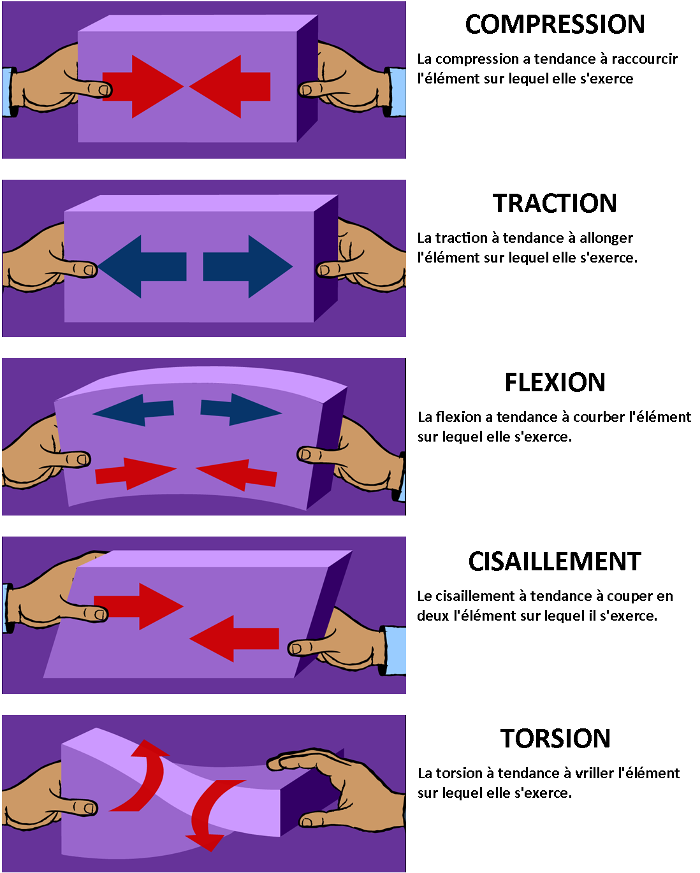 COMPRESSION
La compression a tendance à raccourcir
l'élément sur lequel elle s'exerce
TRACTION
La traction à tendance à allonger
l'élément sur lequel elle s'exerce.
FLEXION
La flexion a tendance à courber l'élément
sur lequel elle s'exerce.
CISAILLEMENT
Le cisaillement à tendance à couper en
deux l'élément sur lequel il s'exerce.
TORSION
La torsion à tendance à vriller l'élément
sur lequel elle s'exerce.